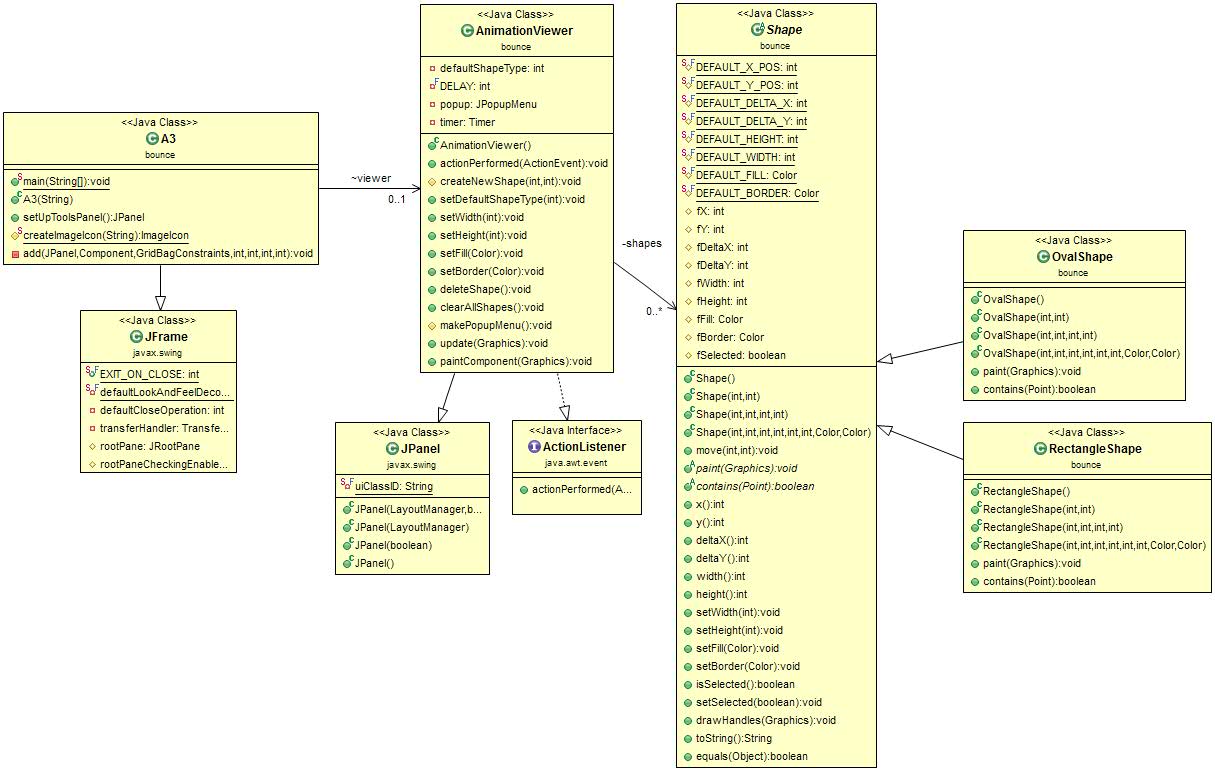 <<Java Class>>
A3
bounce
main(String[]):void
A3(String)
setUpToolsPanel():JPanel
createImageIcon(String):ImageIcon
add(JPanel,Component,GridBagConstraints,int,int,int,int):void
~viewer
0..1
<<Java Class>>
JFrame
javax.swing
EXIT_ON_CLOSE: int
defaultLookAndFeelDeco...
defaultCloseOperation: int
transferHandler: Transfe...
rootPane: JRootPane
rootPaneCheckingEnable...
<<Java Class>>
AnimationViewer
bounce
defaultShapeType: int
DELAY: int
popup: JPopupMenu
timer: Timer
AnimationViewer()
actionPerformed(ActionEvent):void
createNewShape(int,int):void
setDefaultShapeType(int):void
setWidth(int):void
setHeight(int):void
setFill(Color):void
setBorder(Color):void
deleteShape():void
clearAllShapes():void
makePopupMenu():void
update(Graphics):void
paintComponent(Graphics):void
-shapes
0..*
<<Java Class>>
JPanel
javax.swing
uiClassID: String
JPanel(LayoutManager,b...
JPanel(LayoutManager)
JPanel(boolean)
JPanel()
<<Java Interface>>
ActionListener
java.awt.event
actionPerformed(A...
<<Java Class>>
Shape
bounce
DEFAULT_X_POS: int
DEFAULT_Y_POS: int
DEFAULT_DELTA_X: int
DEFAULT_DELTA_Y: int
DEFAULT_HEIGHT: int
DEFAULT_WIDTH: int
DEFAULT_FILL: Color
DEFAULT_BORDER: Color
fX: int
fY: int
fDeltaX: int
fDeltaY: int
fWidth: int
fHeight: int
fFill: Color
fBorder: Color
fSelected: boolean
Shape()
Shape(int,int)
Shape(int,int,int,int)
Shape(int,int,int,int,int,int,Color,Color)
move(int,int):void
paint(Graphics):void
contains(Point):boolean
x():int
y():int
deltaX():int
deltaY():int
width():int
height():int
setWidth(int):void
setHeight(int):void
setFill(Color):void
setBorder(Color):void
isSelected():boolean
setSelected(boolean):void
drawHandles(Graphics):void
toString():String
equals(Object):boolean
<<Java Class>>
OvalShape
bounce
OvalShape()
OvalShape(int,int)
OvalShape(int,int,int,int)
OvalShape(int,int,int,int,int,int,Color,Color)
paint(Graphics):void
contains(Point):boolean
<<Java Class>>
RectangleShape
bounce
RectangleShape()
RectangleShape(int,int)
RectangleShape(int,int,int,int)
RectangleShape(int,int,int,int,int,int,Color,Color)
paint(Graphics):void
contains(Point):boolean